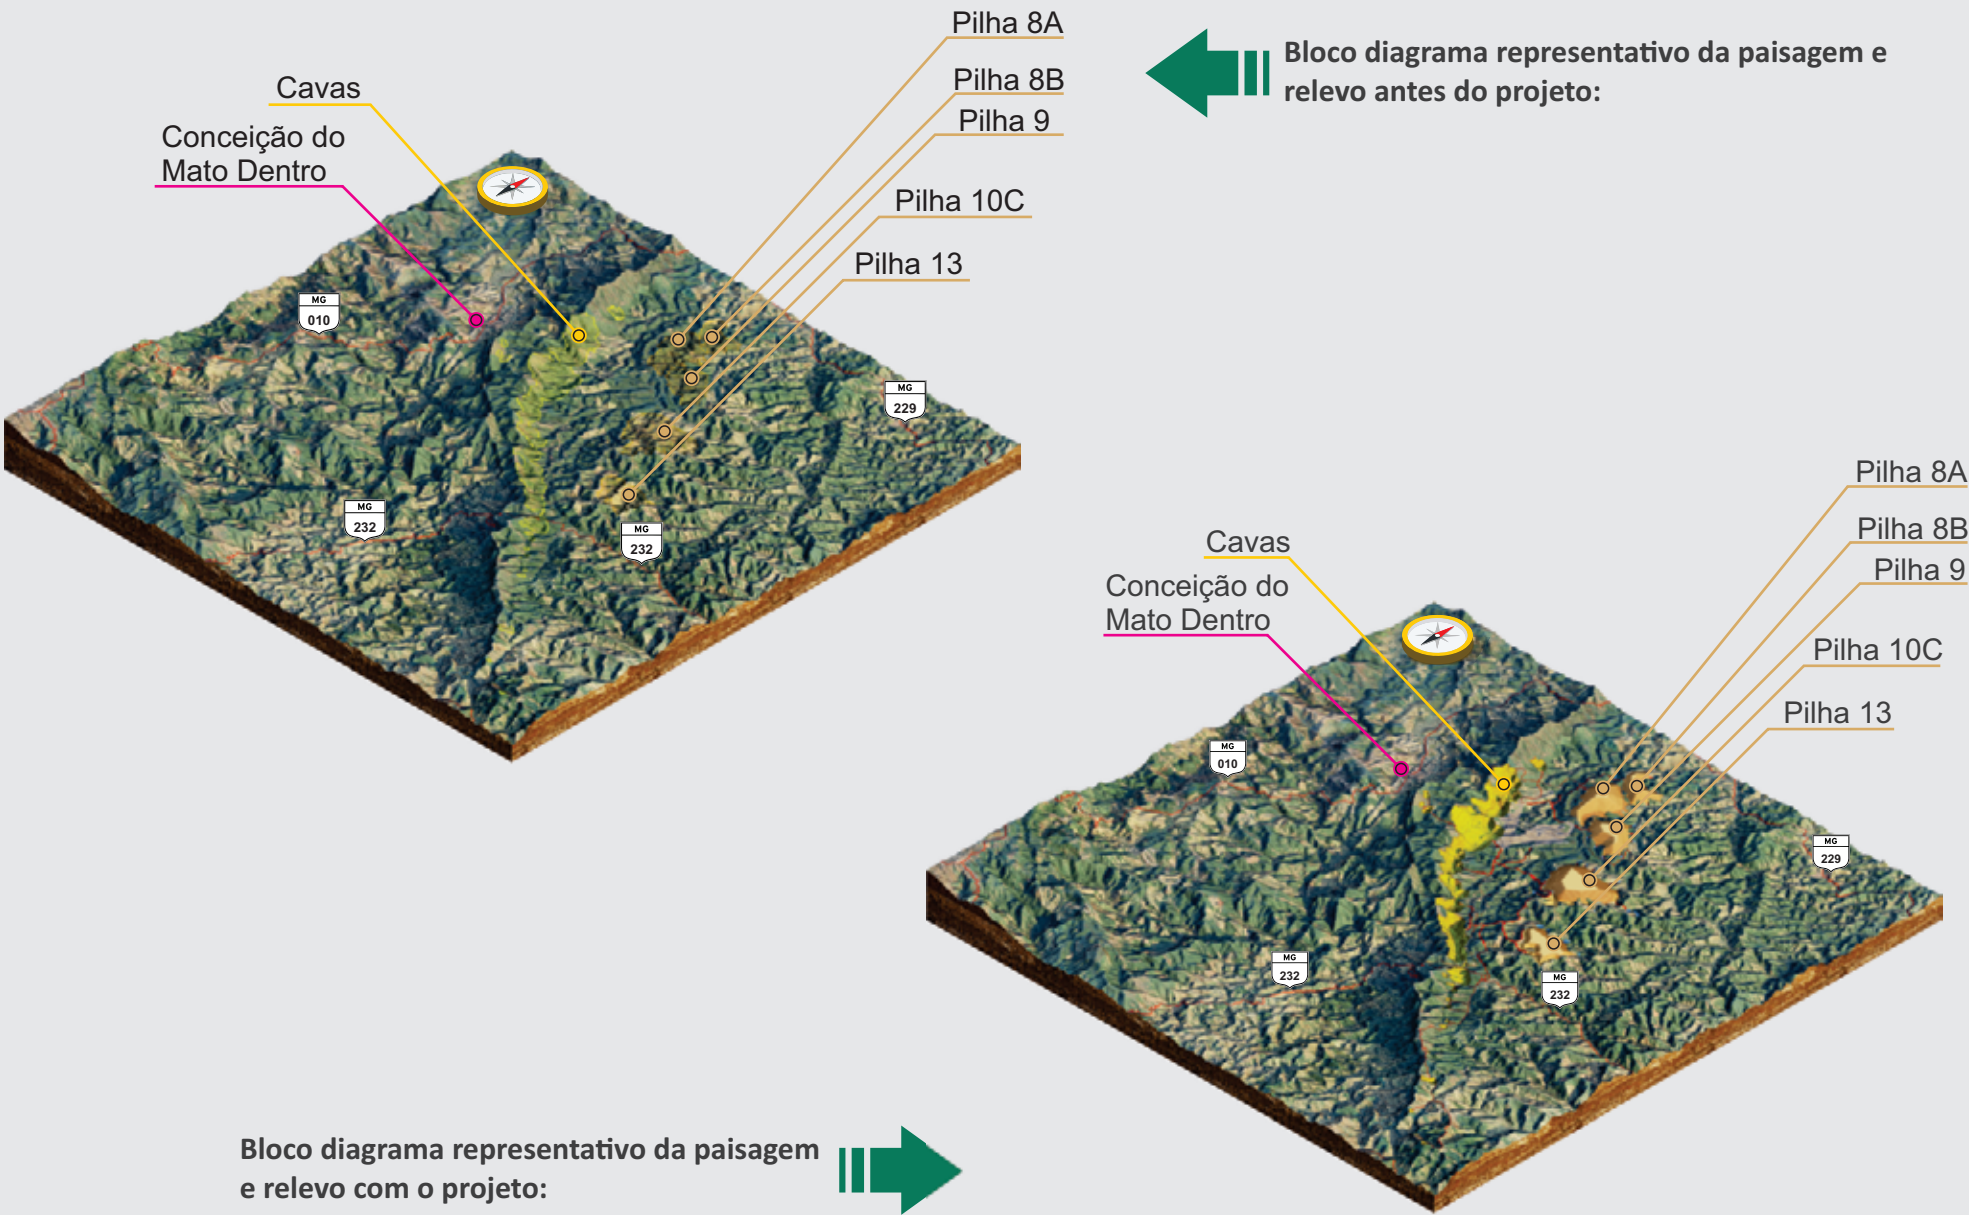 Pilha 8A
Bloco diagrama representativo da paisagem e
relevo antes do projeto:
Pilha 8B
Cavas
Pilha 9
Conceição do
Mato Dentro
Pilha 10C
Pilha 13
MG
010
MG
229
MG
232
MG
232
Pilha 8A
Pilha 8B
Cavas
Pilha 9
Conceição do
Mato Dentro
Pilha 10C
Pilha 13
MG
010
MG
229
MG
232
MG
232
Bloco diagrama representativo da paisagem
e relevo com o projeto: